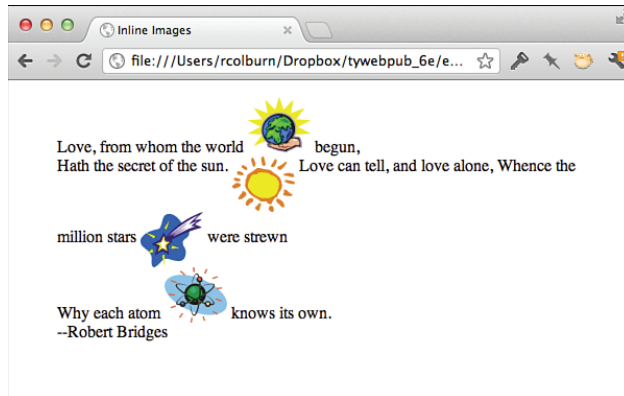 Inline Images
file:///Users/rcolburn/Dropbox/tywebpub_6e/e...
Love, from whom the world begun,
Hath the secret of the sun. Love can tell, and love alone, Whence the
million stars were strewn
Why each atom knows its own.
--Robert Bridges